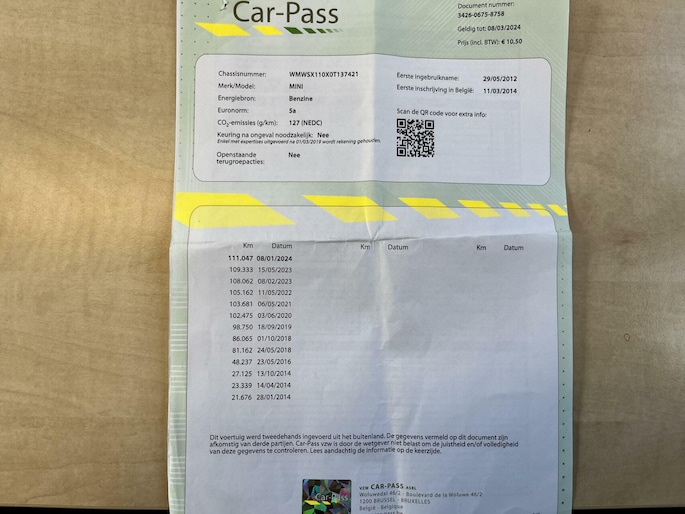 Car-Pass
Document nummer:
3426-0675-8758
Geldig tot: 08/03/2024
Prijs (incl. BTW): € 10,50
Chassisnummer: WMWSX110X0T137421
Merk/Model: MINI
Energiebron: Benzine
Euronorm: 5a
CO2-emissies (g/km): 127 (NEDC)
Keuring na ongeval noodzakelijk: Nee
Enkel met expertises uitgevoerd na 01/03/2019 wordt rekening gehouden.
Openstaande
terugroepacties: Nee
Eerste ingebruikname: 29/05/2012
Eerste inschrijving in België: 11/03/2014
Scan de QR code voor extra info:
Km Datum Km Datum Km Datum
111.047 08/01/2024
109.333 15/05/2023
108.062 08/02/2023
105.162 11/05/2022
103.681 06/05/2021
102.475 03/06/2020
98.750 18/09/2019
86.065 01/10/2018
81.162 24/05/2018
48.237 23/05/2016
27.125 13/10/2014
23.339 14/04/2014
21.676 28/01/2014
Dit voertuig werd tweedehands ingevoerd uit het buitenland. De gegevens vermeld op dit document zijn
afkomstig van derde partijen. Car-Pass vzw is door de wetgever niet belast om de juistheid en/of volledigheid
van deze gegevens te controleren. Lees aandachtig de informatie op de keerzijde.
Car-Pass
VZW CAR-PASS ASBL
Woluwedal 46/2 - Boulevard de la Woluwe 46/2
1200 BRUSSEL - BRUXELLES
België - Belgique